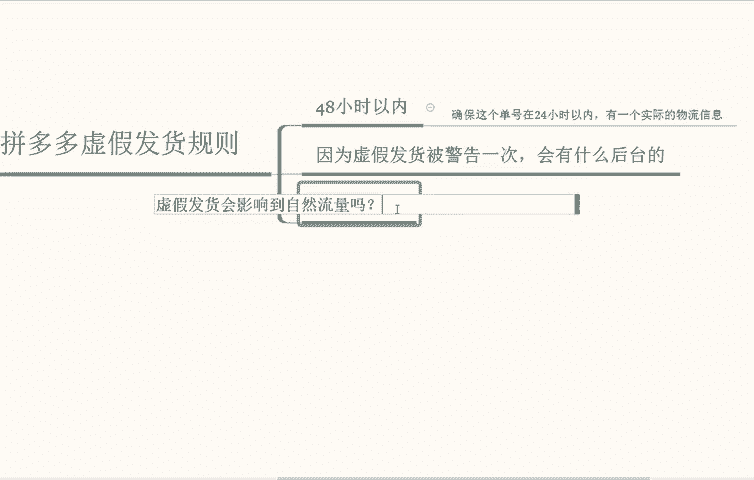 48小时以内
确保这个单号在24小时以内，有一个实际的物流信息
拼多多虚假发货规则
因为虚假发货被警告一次，会有什么后台的
虚假发货会影响到自然流量吗？